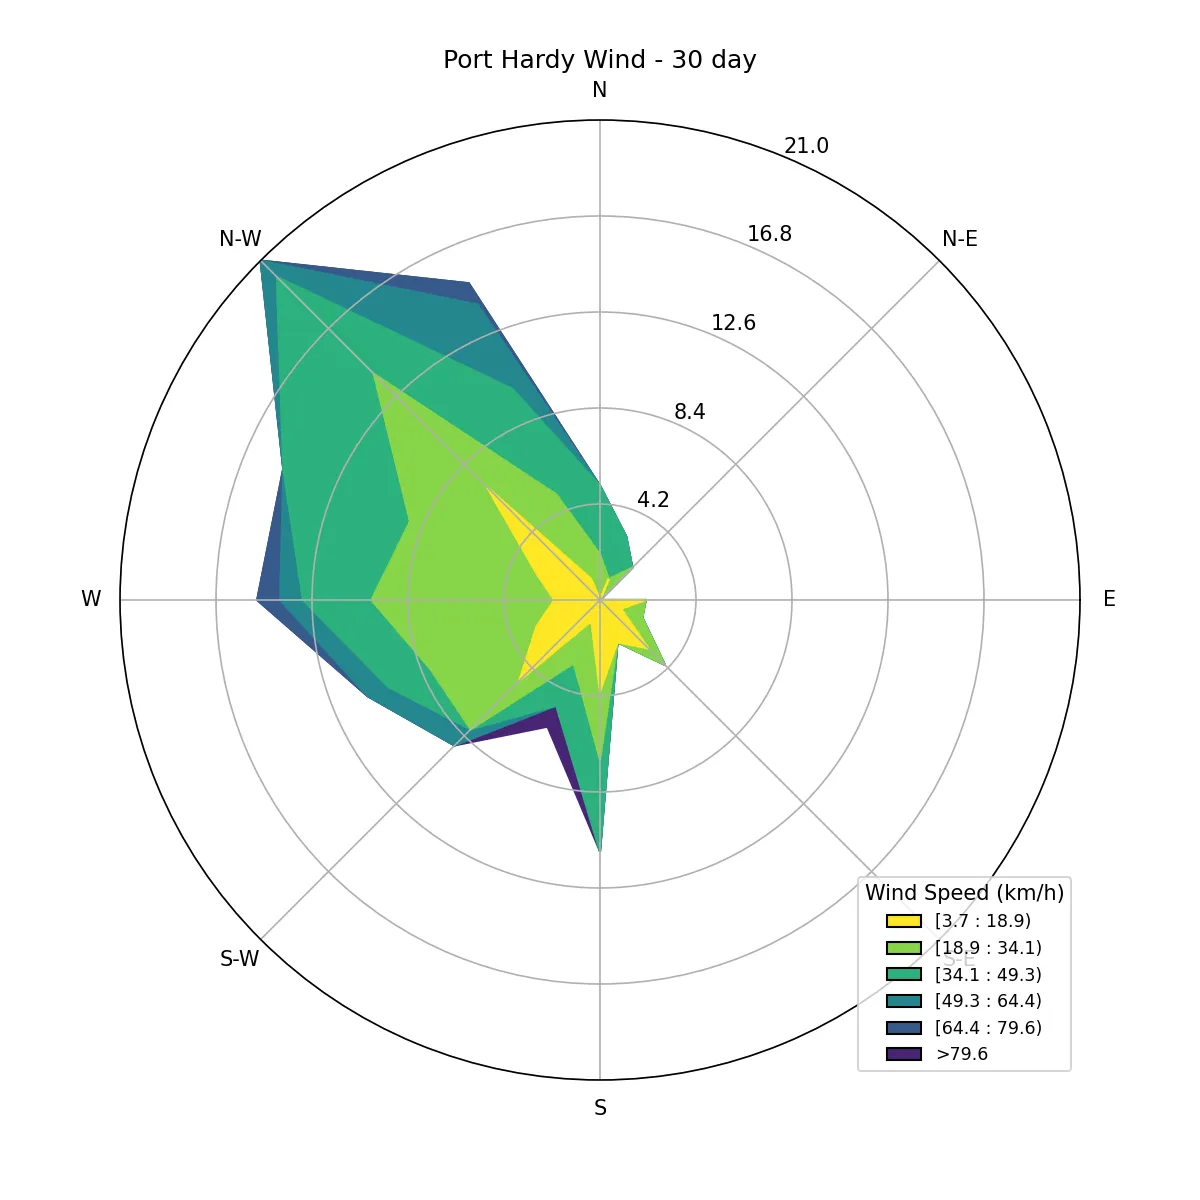 Port Hardy Wind - 30 day
N
21.0
16.8
N-W
N-E
12.6
8.4
4.2
W
E
Wind Speed (km/h)
[3.7 : 18.9)
[18.9 : 34.1)
S-W
S-E
[34.1 : 49.3)
[49.3 : 64.4)
[64.4 : 79.6)
>79.6
S